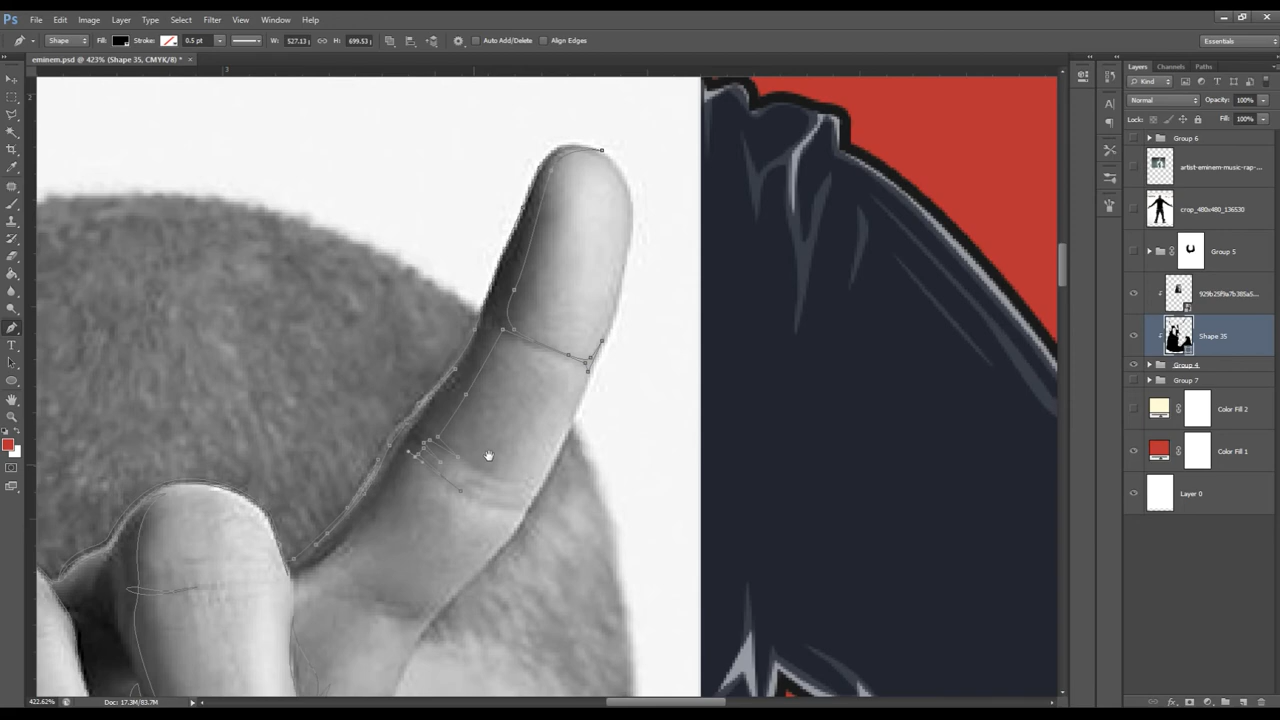 Ps File Edit Image Layer Type Select Filter View Window Help
Shape Fill: Stroke: 0.5 pt W: 527.13 H: 699.53 Auto Add/Delete Align Edges Essentials
eminem.psd @ 423% (Shape 35, CMYK/8) * ×
3
2
Layers Channels Paths
Kind
Normal Opacity: 100%
Lock: Fill: 100%
Group 6
artist-eminem-music-rap-...
crop_480x480_136530
Group 5
929b25f9a7b385a5...
Shape 35
Group 4
Group 7
Color Fill 2
Color Fill 1
Layer 0
422.62% Doc: 17.3M/83.7M